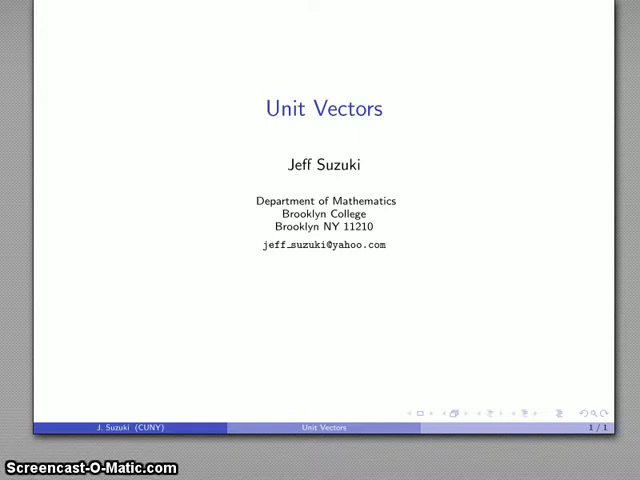 Unit Vectors
Jeff Suzuki
Department of Mathematics
Brooklyn College
Brooklyn NY 11210
jeff_suzuki@yahoo.com
J. Suzuki (CUNY)
Unit Vectors
1 / 1
Screencast-O-Matic.com